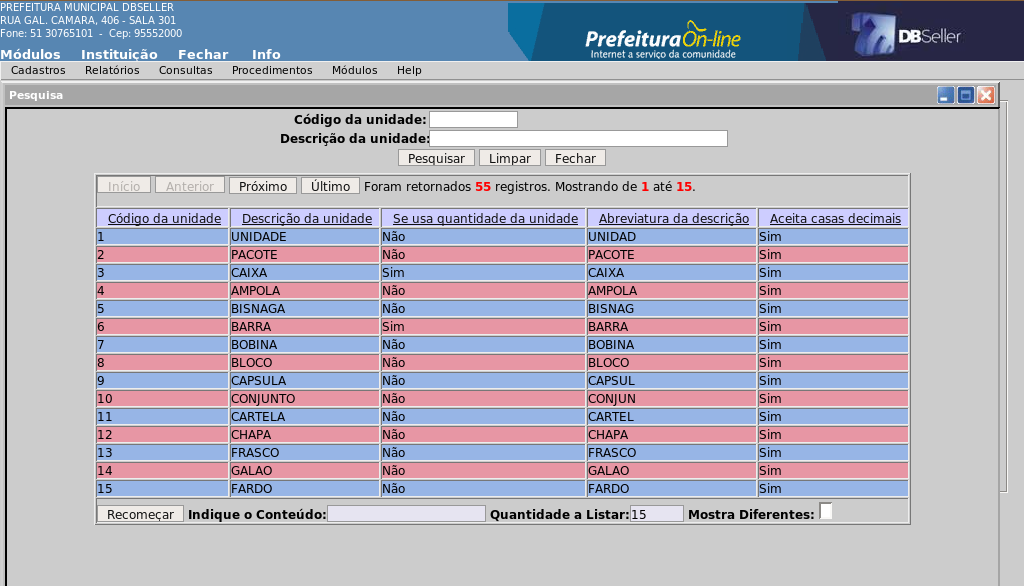 PREFEITURA MUNICIPAL DBSELLER
RUA GAL. CAMARA, 406 - SALA 301
Fone: 51 30765101 - Cep: 95552000
PrefeituraOn-line
Internet a serviço da comunidade
DBSeller
Módulos Instituição Fechar Info
Cadastros Relatórios Consultas Procedimentos Módulos Help
Pesquisa
Código da unidade:
Descrição da unidade:
Pesquisar Limpar Fechar
Início Anterior Próximo Último Foram retornados 55 registros. Mostrando de 1 até 15.
Código da unidade Descrição da unidade Se usa quantidade da unidade Abreviatura da descrição Aceita casas decimais
1 UNIDADE Não UNIDAD Sim
2 PACOTE Não PACOTE Sim
3 CAIXA Sim CAIXA Sim
4 AMPOLA Não AMPOLA Sim
5 BISNAGA Não BISNAG Sim
6 BARRA Sim BARRA Sim
7 BOBINA Não BOBINA Sim
8 BLOCO Não BLOCO Sim
9 CAPSULA Não CAPSUL Sim
10 CONJUNTO Não CONJUN Sim
11 CARTELA Não CARTEL Sim
12 CHAPA Não CHAPA Sim
13 FRASCO Não FRASCO Sim
14 GALAO Não GALAO Sim
15 FARDO Não FARDO Sim
Recomeçar Indique o Conteúdo: Quantidade a Listar: 15 Mostra Diferentes: